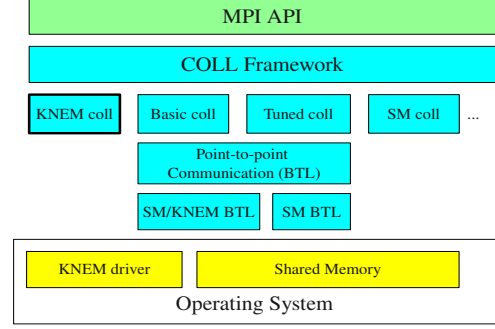 MPI API
COLL Framework
KNEM coll
Basic coll
Tuned coll
SM coll
...
Point-to-point
Communication (BTL)
SM/KNEM BTL
SM BTL
KNEM driver
Shared Memory
Operating System